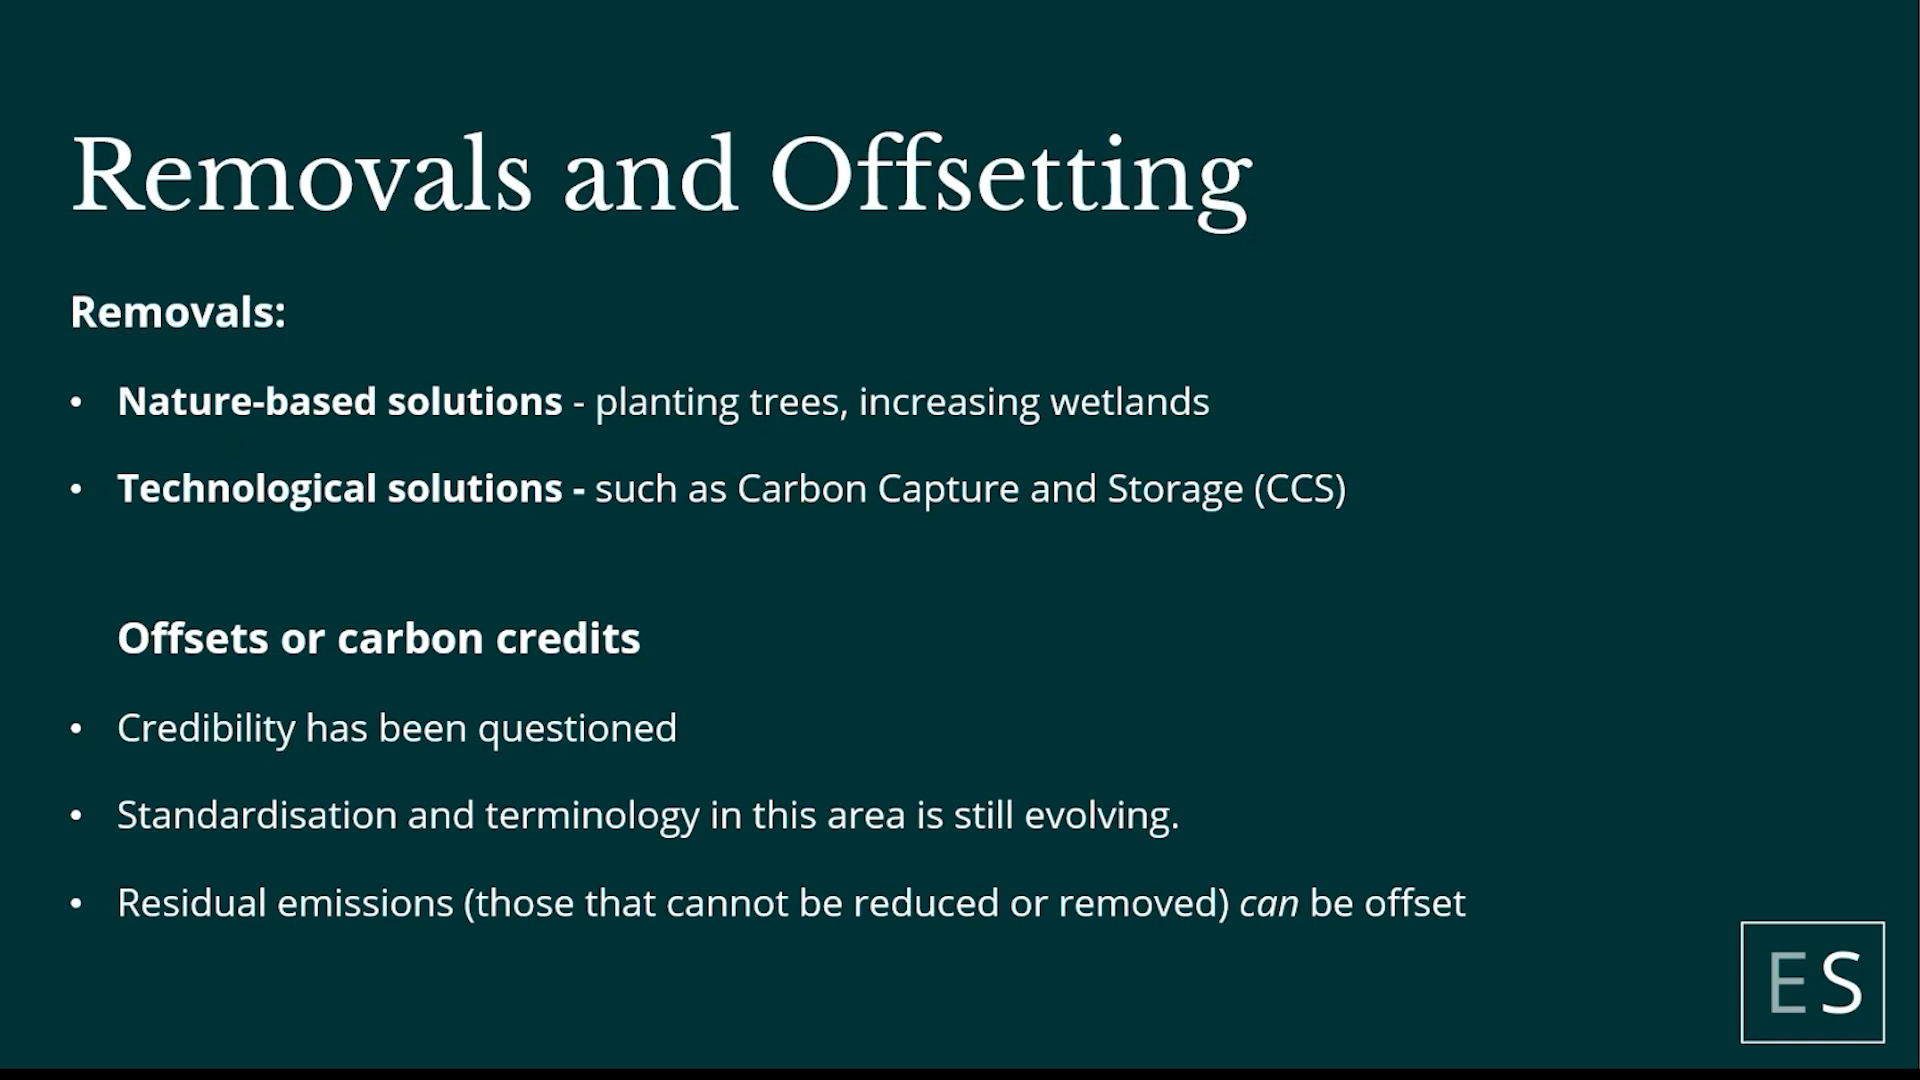 Removals and Offsetting
Removals:
• Nature-based solutions - planting trees, increasing wetlands
• Technological solutions - such as Carbon Capture and Storage (CCS)
Offsets or carbon credits
• Credibility has been questioned
• Standardisation and terminology in this area is still evolving.
• Residual emissions (those that cannot be reduced or removed) can be offset
ES